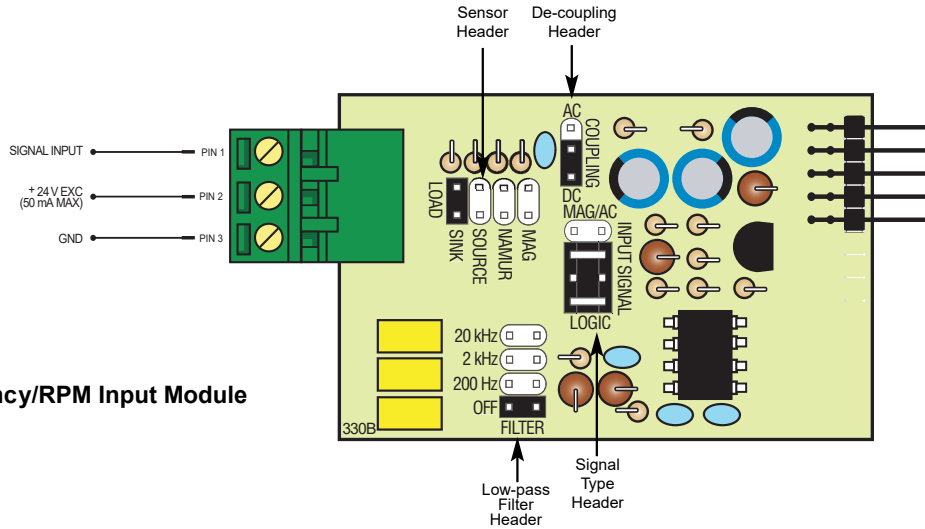 Sensor
Header
De-coupling
Header
SIGNAL INPUT
PIN 1
+ 24 V EXC
(50 mA MAX)
PIN 2
GND
PIN 3
AC
COUPLING
DC
LOAD
SINK
SOURCE
NAMUR
MAG
MAG/AC
INPUT SIGNAL
LOGIC
20 kHz
2 kHz
200 Hz
OFF
FILTER
330B
ncy/RPM Input Module
Low-pass
Filter
Header
Signal
Type
Header